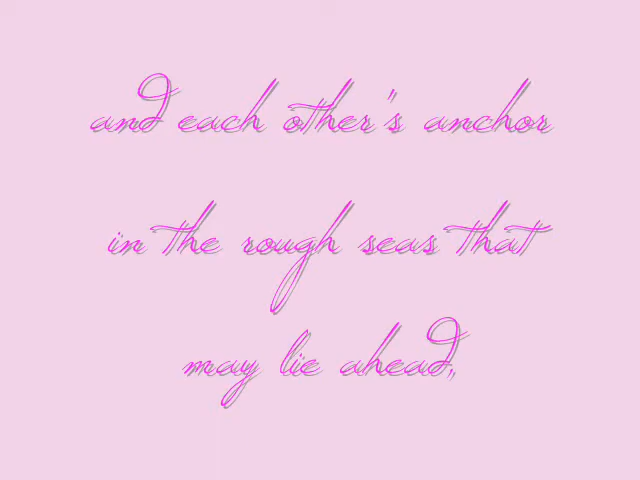 and each other's anchor
in the rough seas that
may lie ahead,